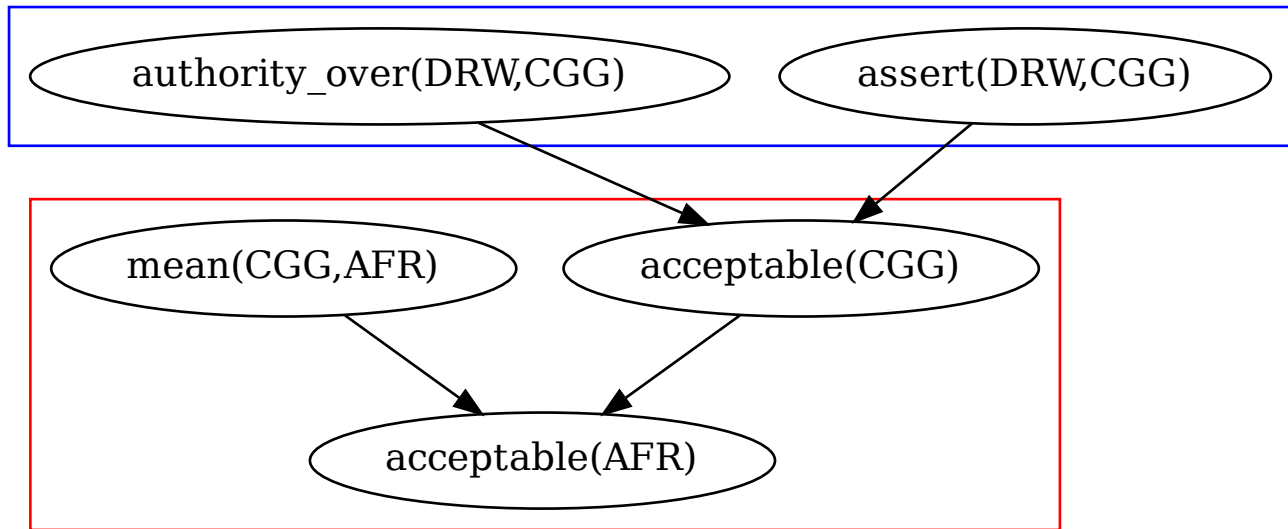 authority_over(DRW,CGG)
assert(DRW,CGG)
mean(CGG,AFR)
acceptable(CGG)
acceptable(AFR)